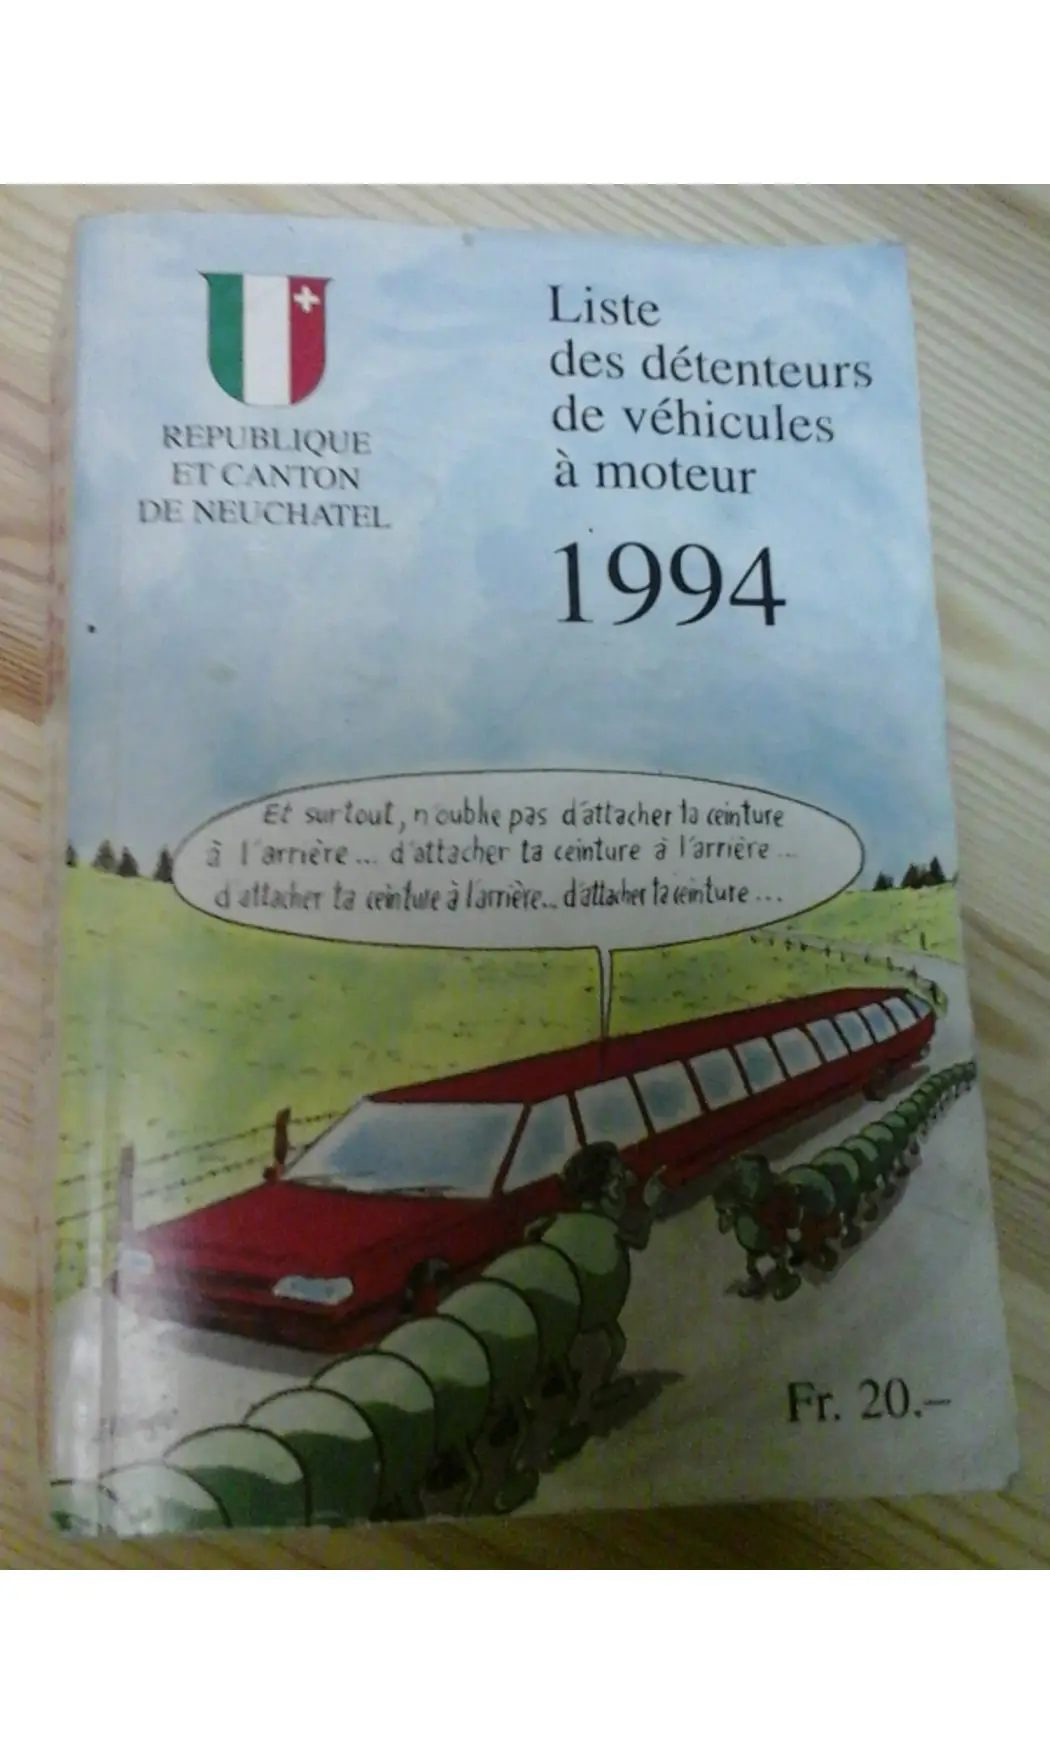 REPUBLIQUE
ET CANTON
DE NEUCHATEL
Liste
des détenteurs
de véhicules
à moteur
1994
Et surtout, n'oublie pas d'attacher ta ceinture
à l'arrière... d'attacher ta ceinture à l'arrière...
d'attacher ta ceinture à l'arrière... d'attacher ta ceinture...
Fr. 20.–